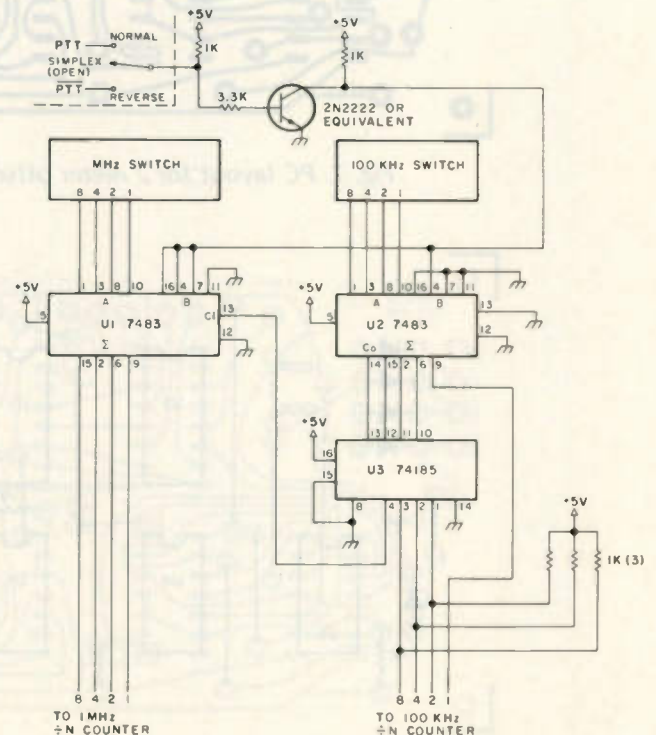 +5V
+5V
NORMAL
PTT
1K
1K
SIMPLEX
(OPEN)
PTT
REVERSE
3.3K
2N2222 OR
EQUIVALENT
MHz SWITCH
8 4 2 1
100 KHz SWITCH
8 4 2 1
+5V
1 3 8 10 16 4 7 11
A B
5
U1 7483
CI 13
12
Σ
15 2 6 9
+5V
1 3 8 10 16 4 7 11
A B
5
U2 7483
13
12
Co Σ
14 15 2 6 9
+5V
13 12 11 10
16
U3 74185
15
8 4 3 2 1 14
+5V
1K (3)
8 4 2 1
TO 1MHz
÷N COUNTER
8 4 2 1
TO 100 KHz
÷N COUNTER